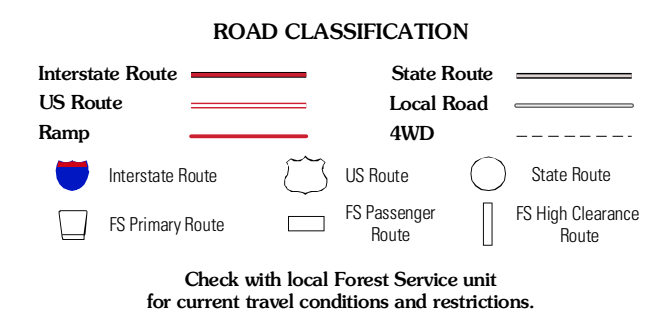 ROAD CLASSIFICATION
Interstate Route
State Route
US Route
Local Road
Ramp
4WD
Interstate Route
US Route
State Route
FS Primary Route
FS Passenger
Route
FS High Clearance
Route
Check with local Forest Service unit
for current travel conditions and restrictions.